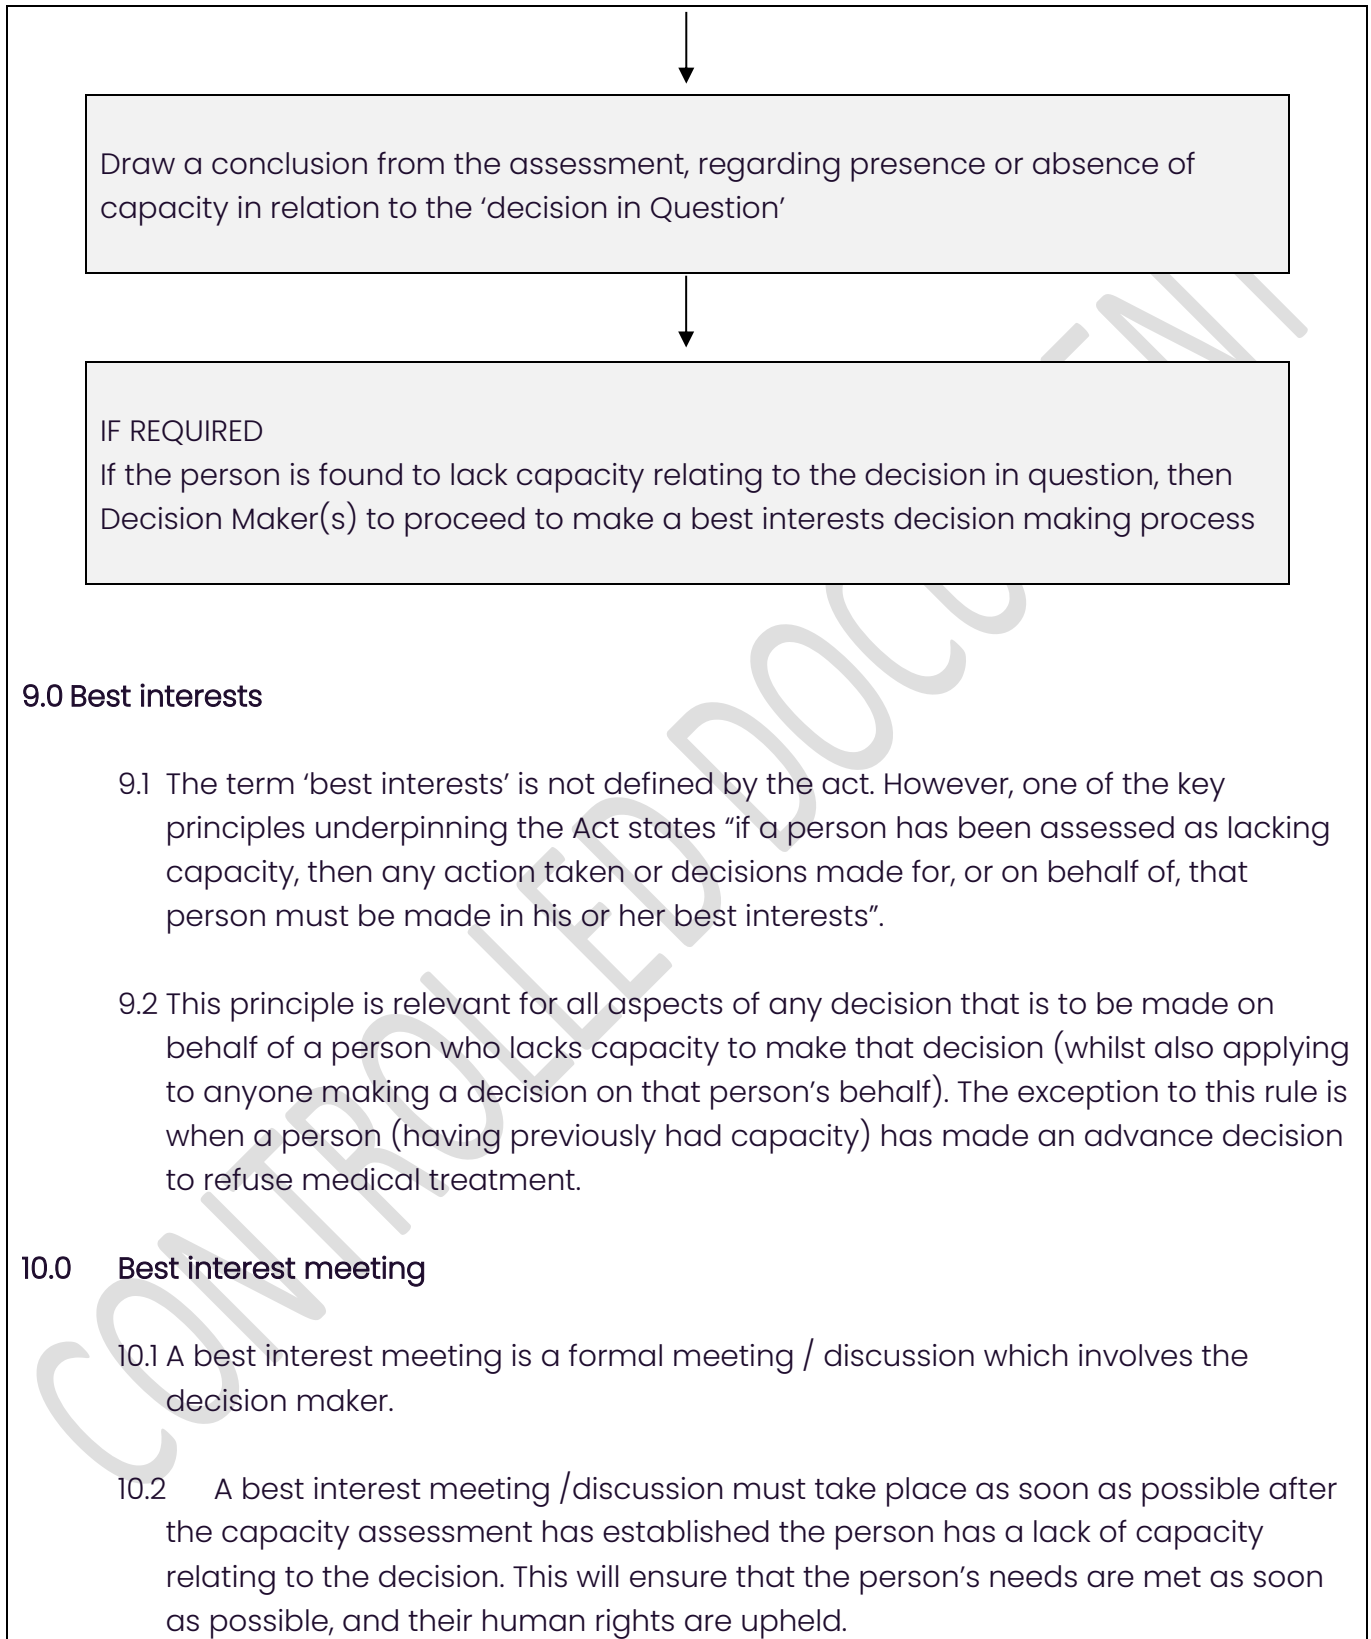 Draw a conclusion from the assessment, regarding presence or absence of
capacity in relation to the ‘decision in Question’
IF REQUIRED
If the person is found to lack capacity relating to the decision in question, then
Decision Maker(s) to proceed to make a best interests decision making process
9.0 Best interests
9.1 The term ‘best interests’ is not defined by the act. However, one of the key
principles underpinning the Act states “if a person has been assessed as lacking
capacity, then any action taken or decisions made for, or on behalf of, that
person must be made in his or her best interests”.
9.2 This principle is relevant for all aspects of any decision that is to be made on
behalf of a person who lacks capacity to make that decision (whilst also applying
to anyone making a decision on that person’s behalf). The exception to this rule is
when a person (having previously had capacity) has made an advance decision
to refuse medical treatment.
10.0 Best interest meeting
10.1 A best interest meeting is a formal meeting / discussion which involves the
decision maker.
10.2 A best interest meeting /discussion must take place as soon as possible after
the capacity assessment has established the person has a lack of capacity
relating to the decision. This will ensure that the person’s needs are met as soon
as possible, and their human rights are upheld.
CONTROLLED DOCUMENT